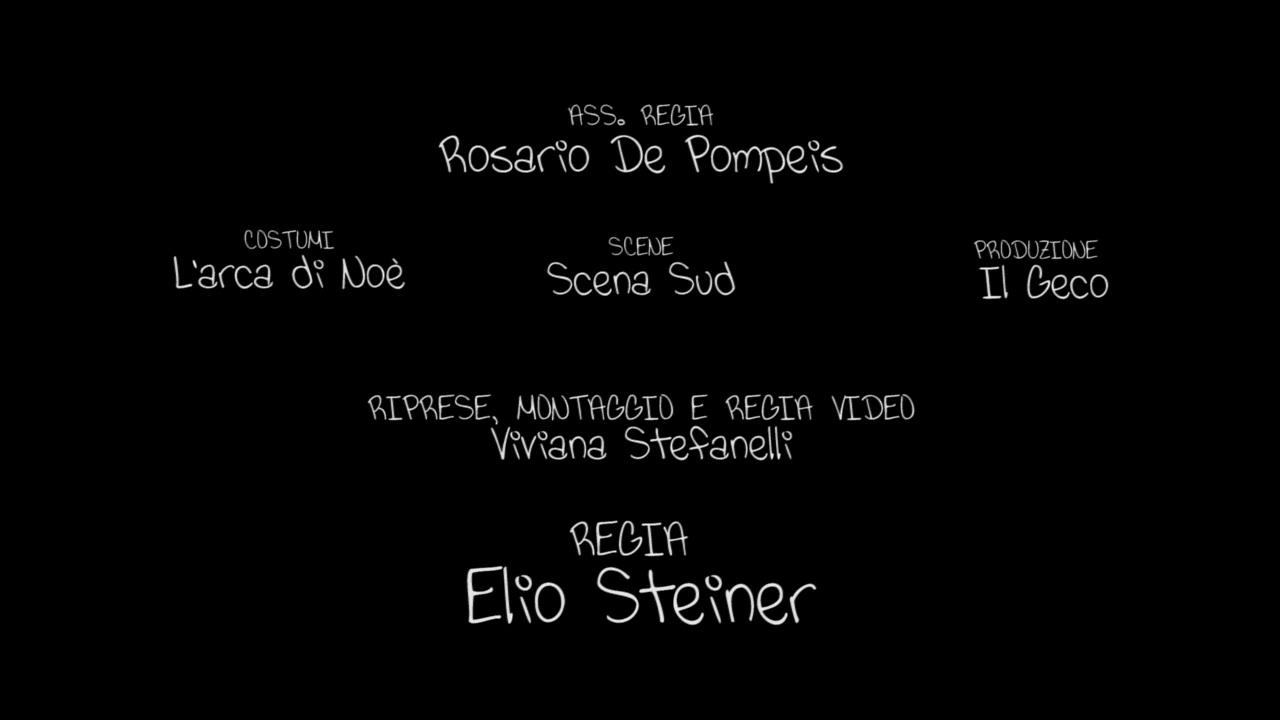 ASS. REGIA
Rosario De Pompeis
COSTUMI
L'arca di Noè
SCENE
Scena Sud
PRODUZIONE
Il Geco
RIPRESE, MONTAGGIO E REGIA VIDEO
Viviana Stefanelli
REGIA
Elio Steiner